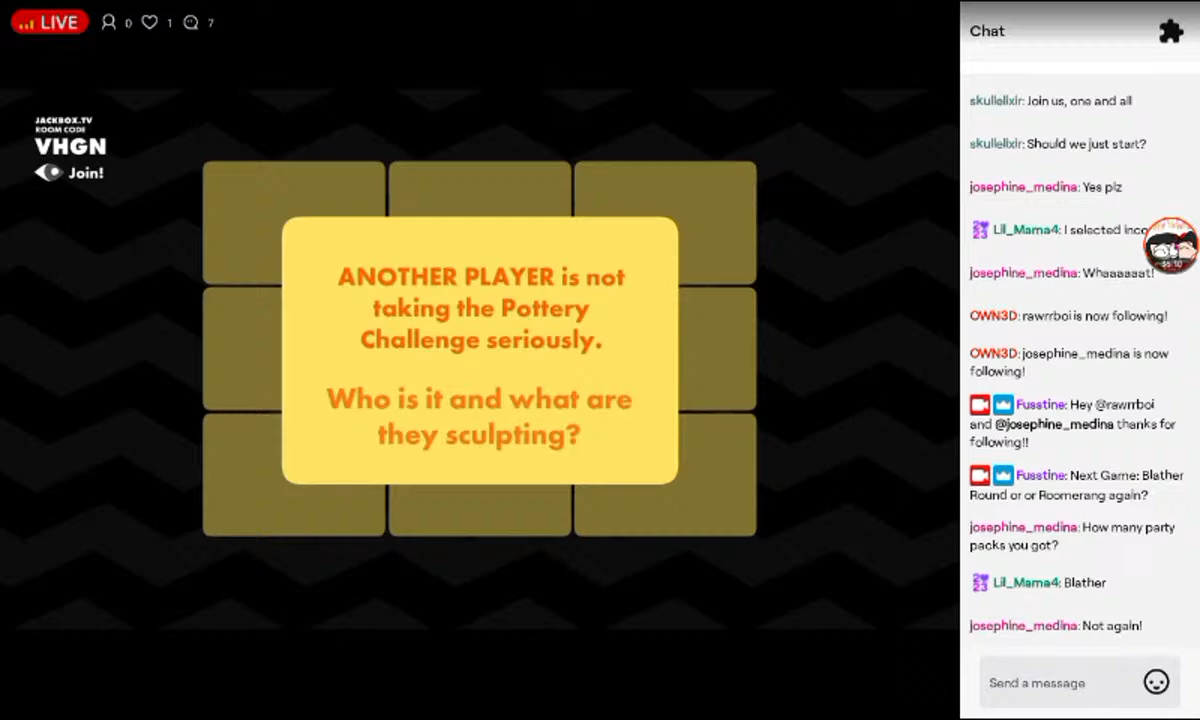 LIVE 0 1 7
JACKBOX.TV
ROOM CODE
VHGN
Join!
ANOTHER PLAYER is not
taking the Pottery
Challenge seriously.
Who is it and what are
they sculpting?
Chat
skullellxir: Join us, one and all
skullellxir: Should we just start?
josephine_medina: Yes plz
Lil_Mama4: I selected inco
josephine_medina: Whaaaaaat!
OWN3D: rawrrboi is now following!
OWN3D: josephine_medina is now
following!
Fusstine: Hey @rawrrboi
and @josephine_medina thanks for
following!!
Fusstine: Next Game: Blather
Round or or Roomerang again?
josephine_medina: How many party
packs you got?
Lil_Mama4: Blather
josephine_medina: Not again!
Send a message